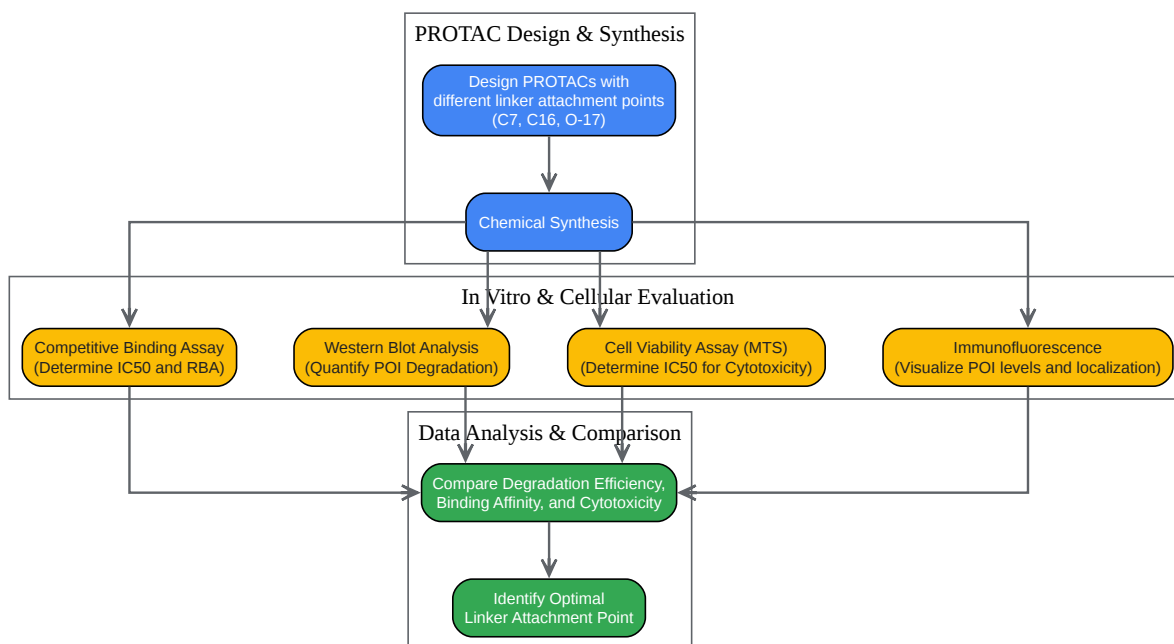 PROTAC Design & Synthesis
Design PROTACs with
different linker attachment points
(C7, C16, O-17)
Chemical Synthesis
In Vitro & Cellular Evaluation
Competitive Binding Assay
(Determine IC50 and RBA)
Western Blot Analysis
(Quantify POI Degradation)
Cell Viability Assay (MTS)
(Determine IC50 for Cytotoxicity)
Immunofluorescence
(Visualize POI levels and localization)
Data Analysis & Comparison
Compare Degradation Efficiency,
Binding Affinity, and Cytotoxicity
Identify Optimal
Linker Attachment Point